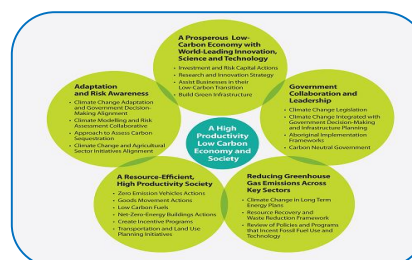 A Prosperous Low-
Carbon Economy with
World-Leading Innovation,
Science and Technology
• Investment and Risk Capital Actions
• Research and Innovation Strategy
• Assist Businesses in their
Low-Carbon Transition
• Build Green Infrastructure
Adaptation
and Risk Awareness
• Climate Change Adaptation
and Government Decision-
Making Alignment
• Climate Modelling and Risk
Assessment Collaborative
• Approach to Assess Carbon
Sequestration
• Climate Change and Agricultural
Sector Initiatives Alignment
Government
Collaboration and
Leadership
• Climate Change Legislation
• Climate Change Integrated with
Government Decision-Making
and Infrastructure Planning
• Aboriginal Implementation
Frameworks
• Carbon Neutral Government
A High
Productivity
Low Carbon
Economy and
Society
A Resource-Efficient,
High Productivity Society
• Zero Emission Vehicles Actions
• Goods Movement Actions
• Low Carbon Fuels
• Net-Zero-Energy Buildings Actions
• Create Incentive Programs
• Transportation and Land Use
Planning Initiatives
Reducing Greenhouse
Gas Emissions Across
Key Sectors
• Climate Change in Long Term
Energy Plans
• Resource Recovery and
Waste Reduction Framework
• Review of Policies and Programs
that Incent Fossil Fuel Use and
Technology